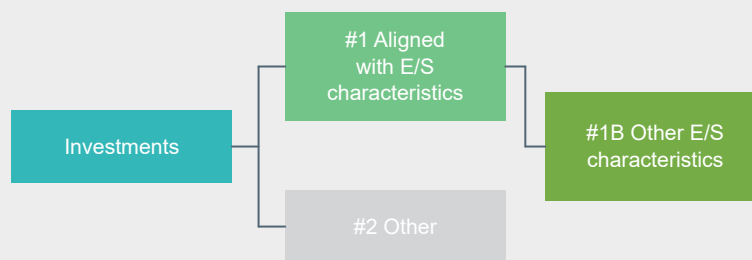 #1 Aligned
with E/S
characteristics
Investments
#1B Other E/S
characteristics
#2 Other